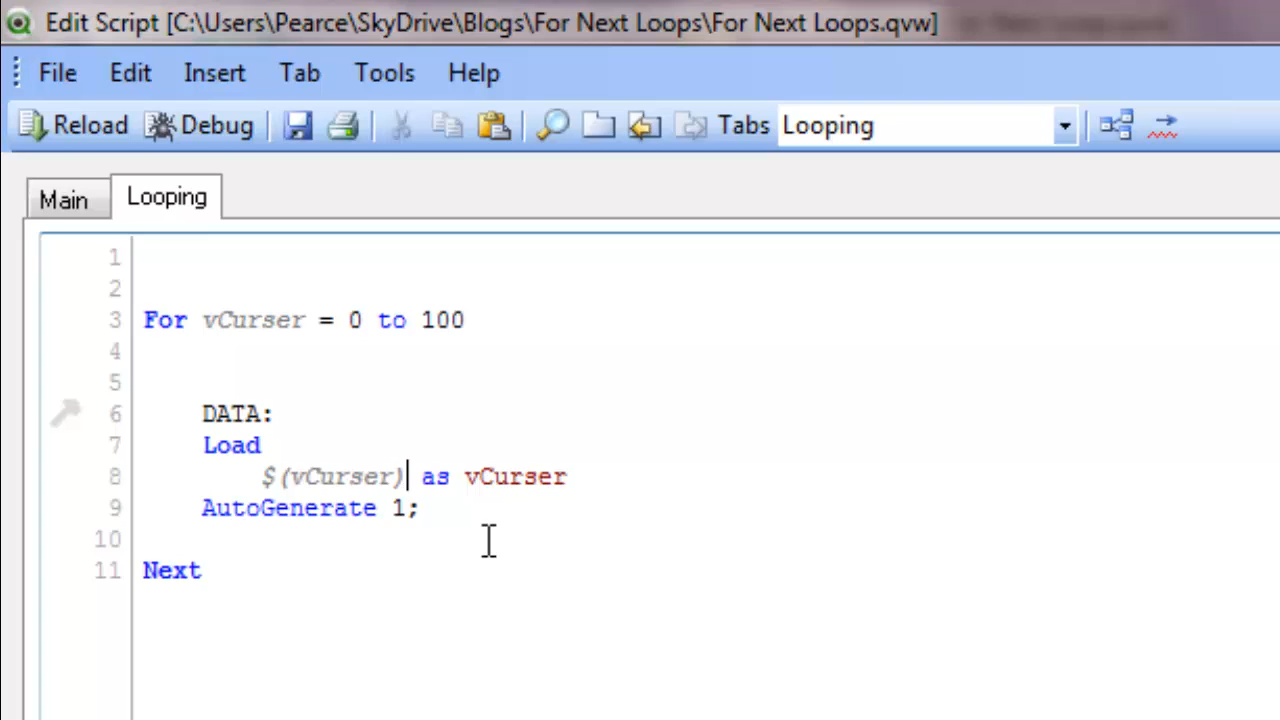 Edit Script [C:\Users\Pearce\SkyDrive\Blogs\For Next Loops\For Next Loops.qvw]
File Edit Insert Tab Tools Help
Reload Debug Tabs Looping
Main Looping
1
2
3 For vCurser = 0 to 100
4
5
6 DATA:
7 Load
8 $(vCurser) as vCurser
9 AutoGenerate 1;
10
11 Next